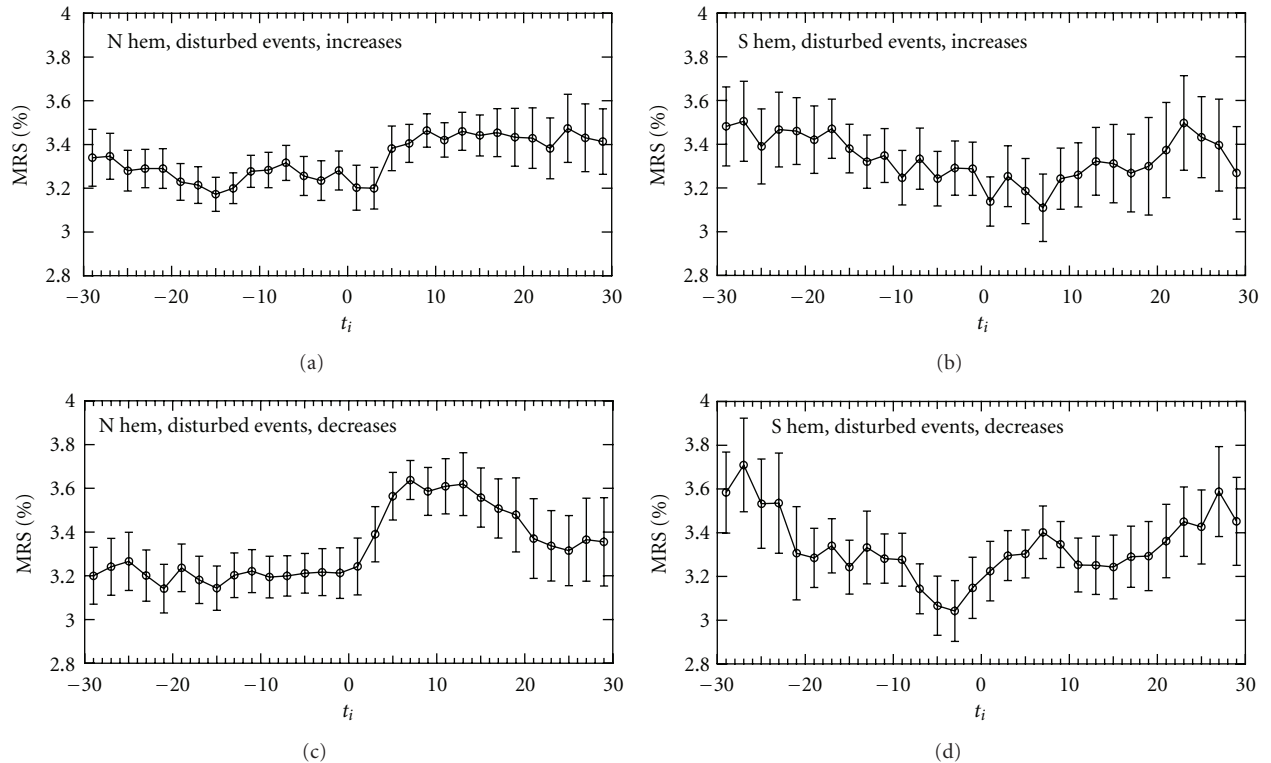 N hem, disturbed events, increases
MRS (%)
4
3.8
3.6
3.4
3.2
3
2.8
−30 −20 −10 0 10 20 30
t_i
(a)
S hem, disturbed events, increases
MRS (%)
4
3.8
3.6
3.4
3.2
3
2.8
−30 −20 −10 0 10 20 30
t_i
(b)
N hem, disturbed events, decreases
MRS (%)
4
3.8
3.6
3.4
3.2
3
2.8
−30 −20 −10 0 10 20 30
t_i
(c)
S hem, disturbed events, decreases
MRS (%)
4
3.8
3.6
3.4
3.2
3
2.8
−30 −20 −10 0 10 20 30
t_i
(d)